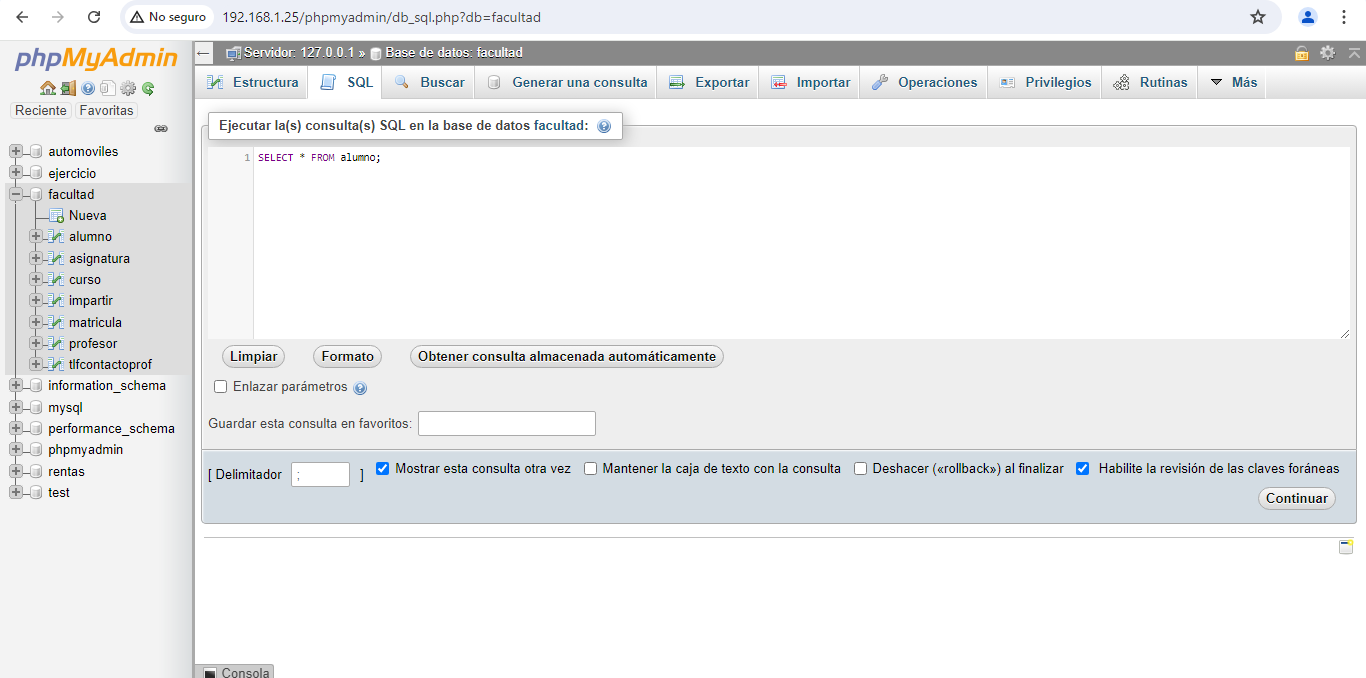 No seguro 192.168.1.25/phpmyadmin/db_sql.php?db=facultad
phpMyAdmin
Reciente Favoritas
automoviles
ejercicio
facultad
Nueva
alumno
asignatura
curso
impartir
matricula
profesor
tlfcontactoprof
information_schema
mysql
performance_schema
phpmyadmin
rentas
test
Servidor: 127.0.0.1 » Base de datos: facultad
Estructura SQL Buscar Generar una consulta Exportar Importar Operaciones Privilegios Rutinas Más
Ejecutar la(s) consulta(s) SQL en la base de datos facultad:
1 SELECT * FROM alumno;
Limpiar Formato Obtener consulta almacenada automáticamente
Enlazar parámetros
Guardar esta consulta en favoritos:
[ Delimitador ; ] Mostrar esta consulta otra vez Mantener la caja de texto con la consulta Deshacer («rollback») al finalizar Habilite la revisión de las claves foráneas
Continuar
Consola